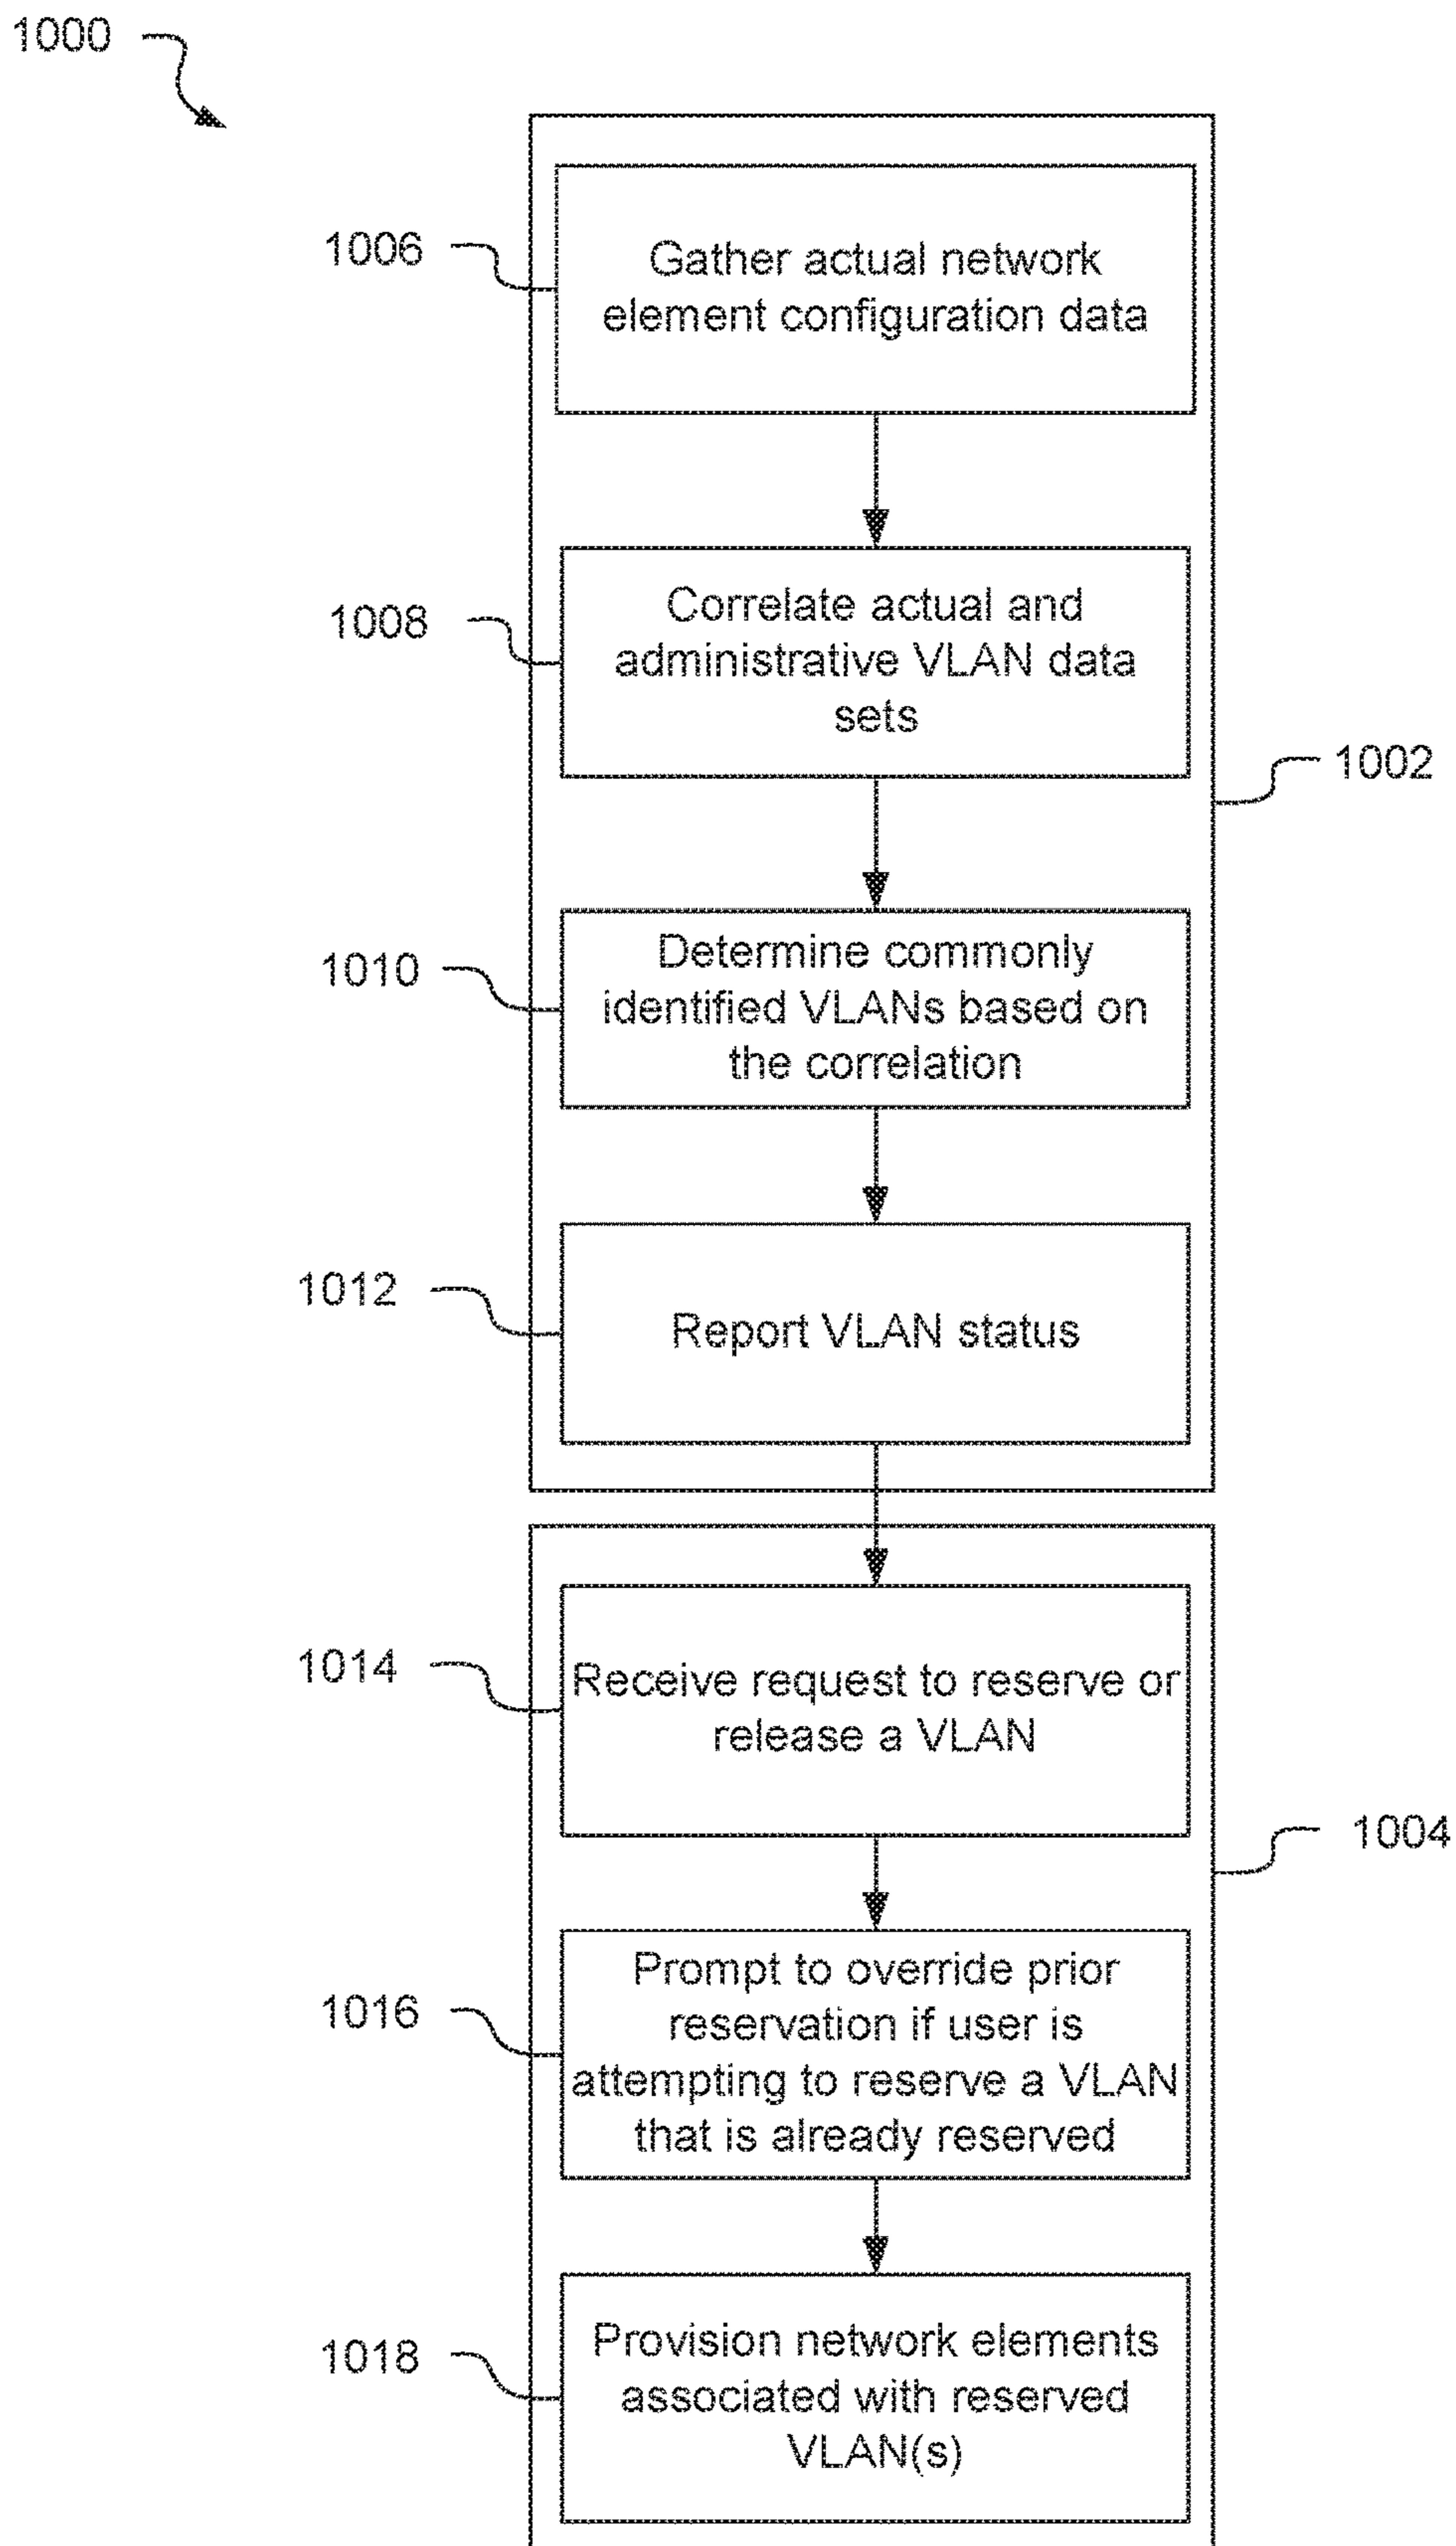 1000
1006
Gather actual network
element configuration data
1008
Correlate actual and
administrative VLAN data
sets
1002
1010
Determine commonly
identified VLANs based on
the correlation
1012
Report VLAN status
1014
Receive request to reserve or
release a VLAN
1004
1016
Prompt to override prior
reservation if user is
attempting to reserve a VLAN
that is already reserved
1018
Provision network elements
associated with reserved
VLAN(s)